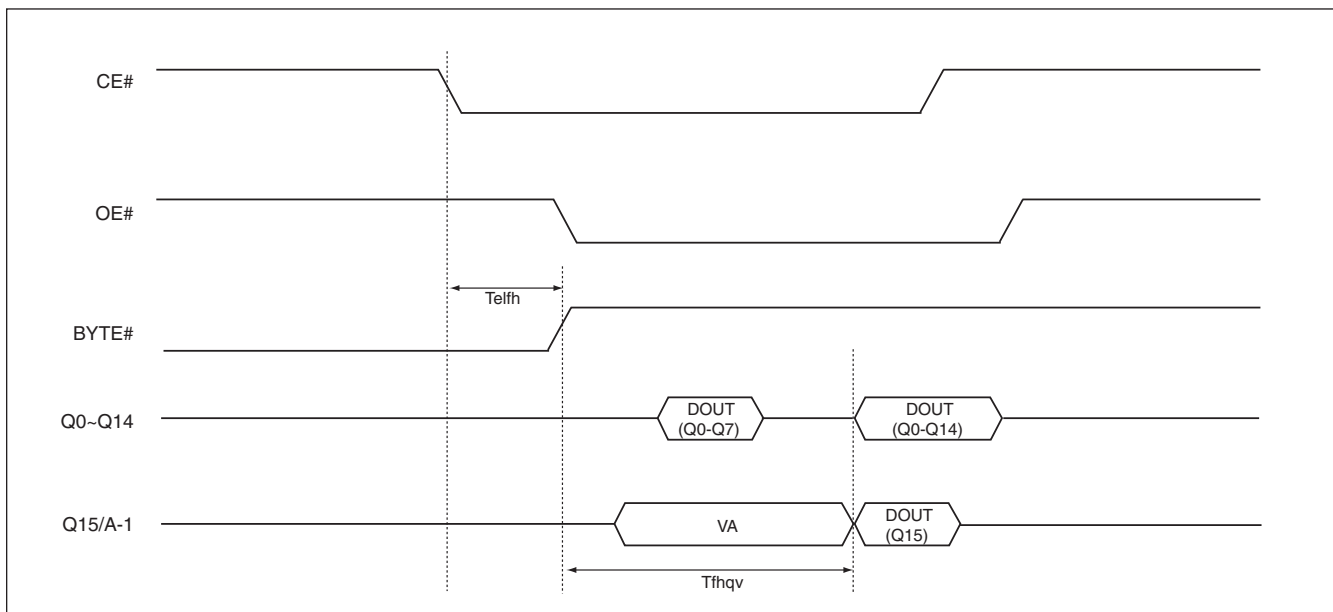 CE#
OE#
Telfh
BYTE#
Q0~Q14
DOUT
(Q0-Q7)
DOUT
(Q0-Q14)
Q15/A-1
VA
DOUT
(Q15)
Tfhqv